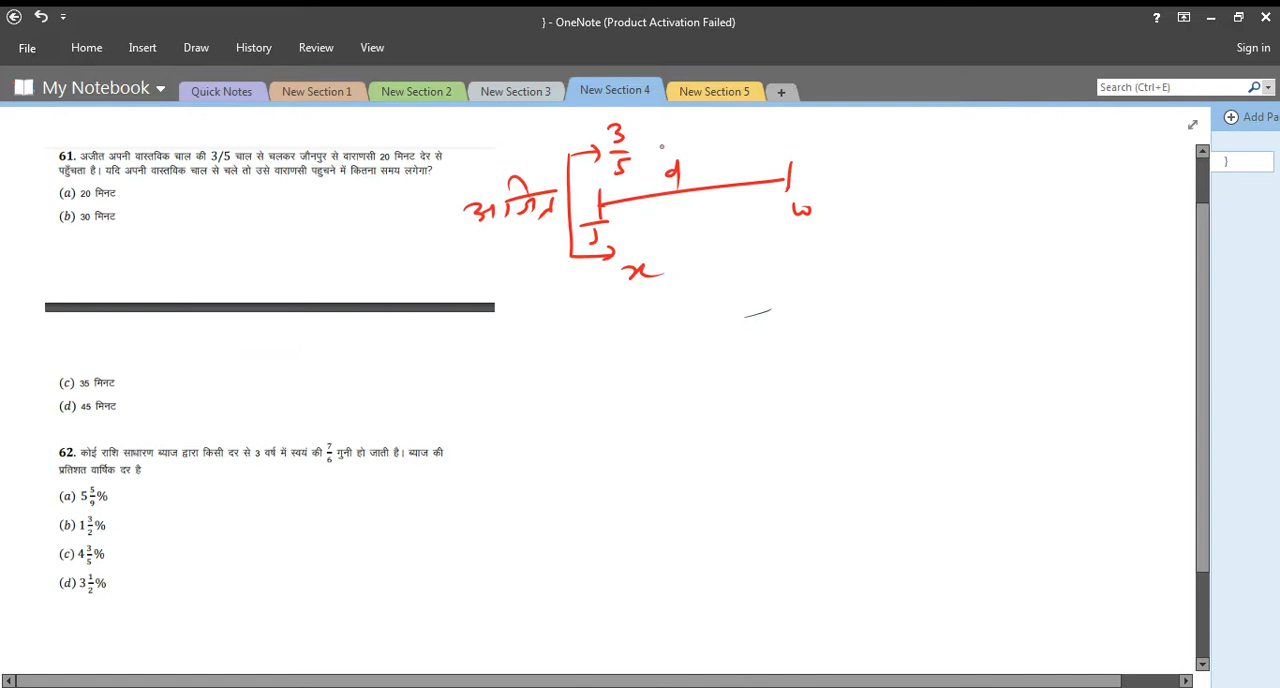 } - OneNote (Product Activation Failed)
File Home Insert Draw History Review View Sign in
My Notebook Quick Notes New Section 1 New Section 2 New Section 3 New Section 4 New Section 5 Search (Ctrl+E)
Add Pa
}
61. अजीत अपनी वास्तविक चाल की 3/5 चाल से चलकर जौनपुर से वाराणसी 20 मिनट देर से
पहुँचता है। यदि अपनी वास्तविक चाल से चले तो उसे वाराणसी पहुचने में कितना समय लगेगा?
(a) 20 मिनट
(b) 30 मिनट
3/5
d
w
J
x
(c) 35 मिनट
(d) 45 मिनट
62. कोई राशि साधारण ब्याज द्वारा किसी दर से 3 वर्ष में स्वयं की 7/6 गुनी हो जाती है। ब्याज की
प्रतिशत वार्षिक दर है
(a) 5 5/9%
(b) 1 3/2%
(c) 4 3/5%
(d) 3 1/2%